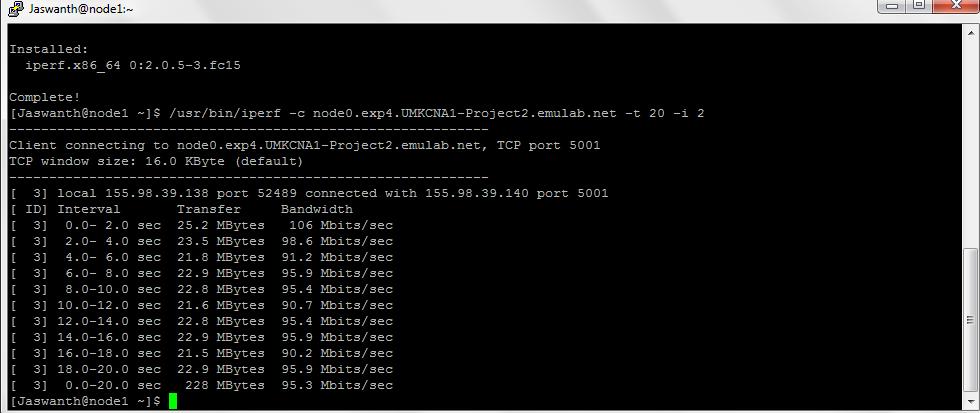 Jaswanth@node1:~
Installed:
  iperf.x86_64 0:2.0.5-3.fc15
Complete!
[Jaswanth@node1 ~]$ /usr/bin/iperf -c node0.exp4.UMKCNA1-Project2.emulab.net -t 20 -i 2
------------------------------------------------------------
Client connecting to node0.exp4.UMKCNA1-Project2.emulab.net, TCP port 5001
TCP window size: 16.0 KByte (default)
------------------------------------------------------------
[  3] local 155.98.39.138 port 52489 connected with 155.98.39.140 port 5001
[ ID] Interval       Transfer     Bandwidth
[  3]  0.0- 2.0 sec  25.2 MBytes   106 Mbits/sec
[  3]  2.0- 4.0 sec  23.5 MBytes  98.6 Mbits/sec
[  3]  4.0- 6.0 sec  21.8 MBytes  91.2 Mbits/sec
[  3]  6.0- 8.0 sec  22.9 MBytes  95.9 Mbits/sec
[  3]  8.0-10.0 sec  22.8 MBytes  95.4 Mbits/sec
[  3] 10.0-12.0 sec  21.6 MBytes  90.7 Mbits/sec
[  3] 12.0-14.0 sec  22.8 MBytes  95.4 Mbits/sec
[  3] 14.0-16.0 sec  22.9 MBytes  95.9 Mbits/sec
[  3] 16.0-18.0 sec  21.5 MBytes  90.2 Mbits/sec
[  3] 18.0-20.0 sec  22.9 MBytes  95.9 Mbits/sec
[  3]  0.0-20.0 sec   228 MBytes  95.3 Mbits/sec
[Jaswanth@node1 ~]$